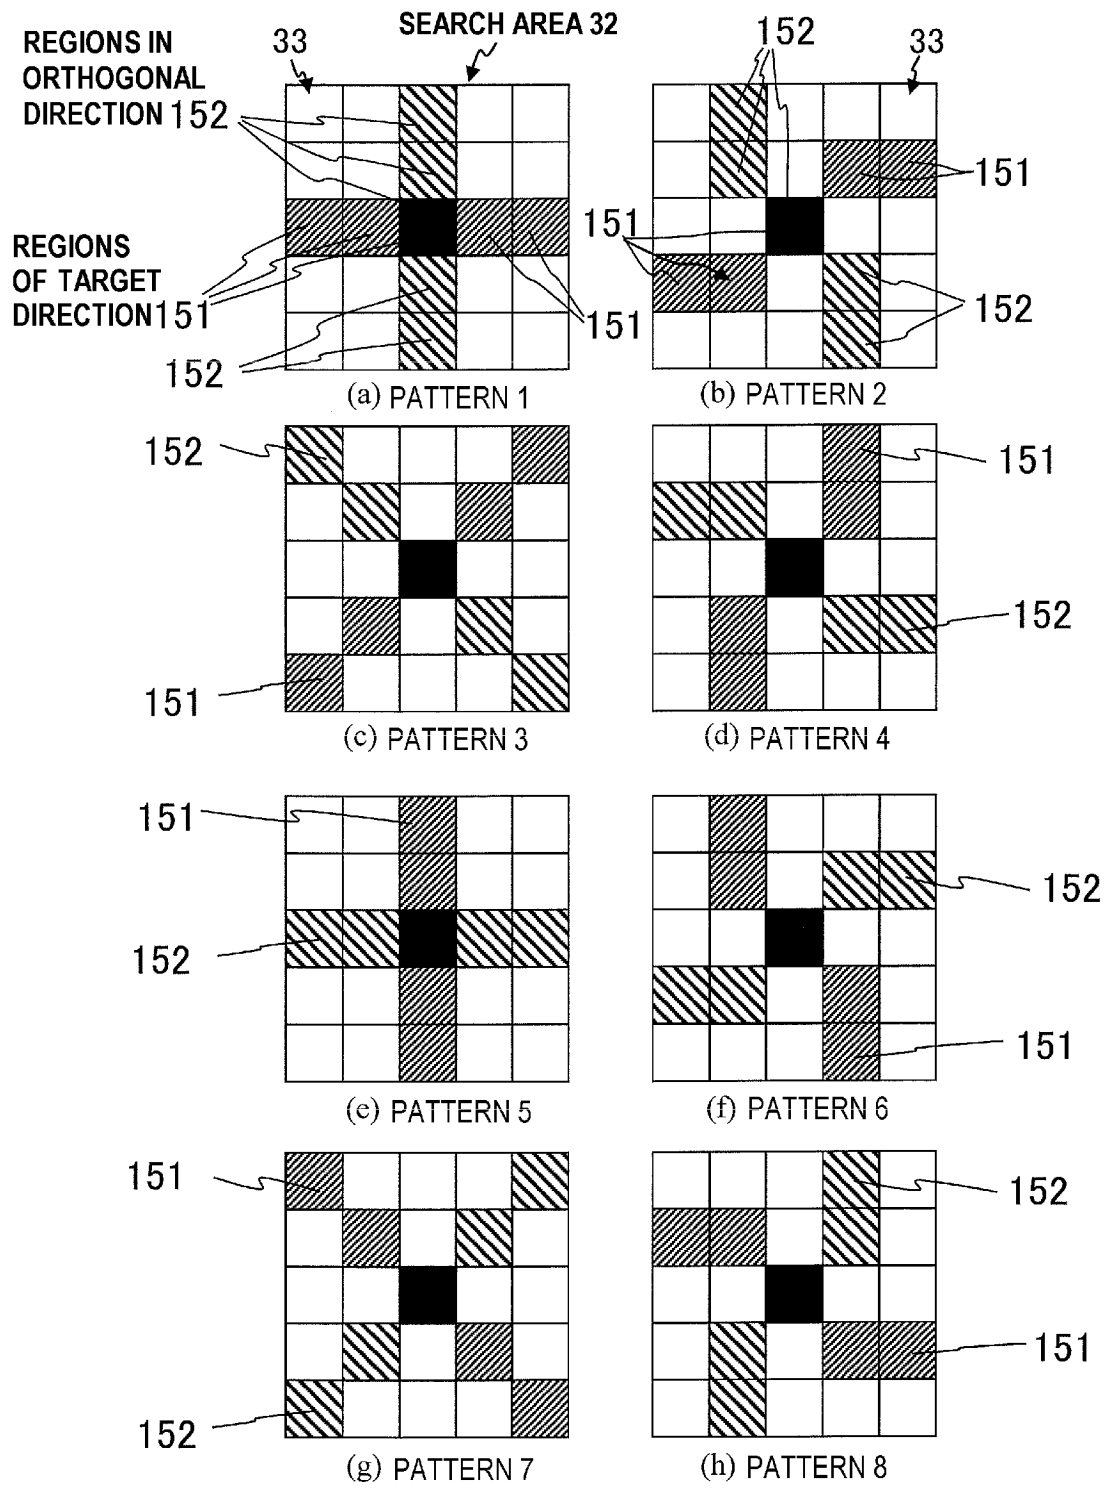 REGIONS IN
ORTHOGONAL
DIRECTION 152
33
SEARCH AREA 32
152
33
151
151
REGIONS
OF TARGET
DIRECTION 151
151
152
152
(a) PATTERN 1
(b) PATTERN 2
152
151
151
152
(c) PATTERN 3
(d) PATTERN 4
151
152
152
151
(e) PATTERN 5
(f) PATTERN 6
151
152
152
151
(g) PATTERN 7
(h) PATTERN 8